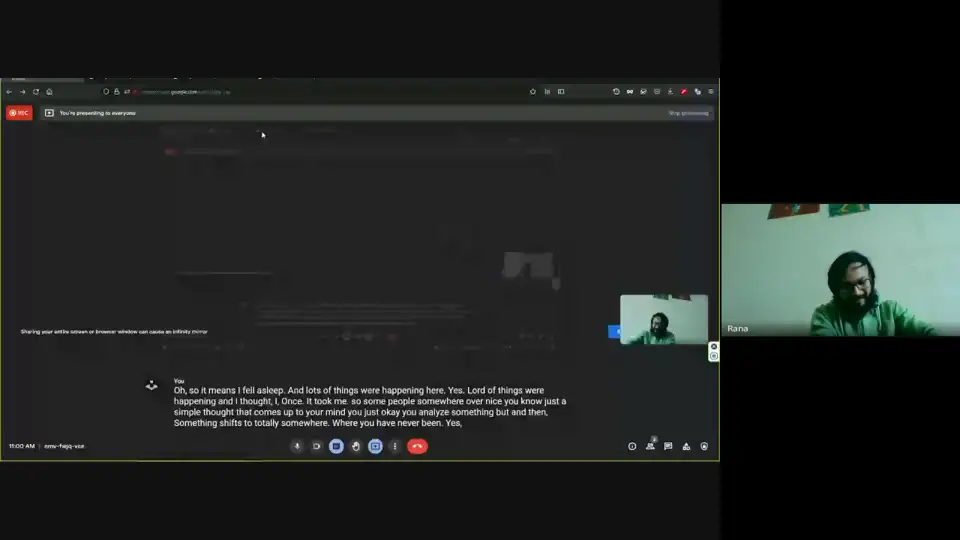 REC
You're presenting to everyone
Stop presenting
Sharing your entire screen or browser window can cause an infinity mirror
You
Oh, so it means I fell asleep. And lots of things were happening here. Yes. Lord of things were
happening and I thought, I, Once. It took me. so some people somewhere over nice you know just a
simple thought that comes up to your mind you just okay you analyze something but and then,
Something shifts to totally somewhere. Where you have never been. Yes,
11:00 AM
Rana